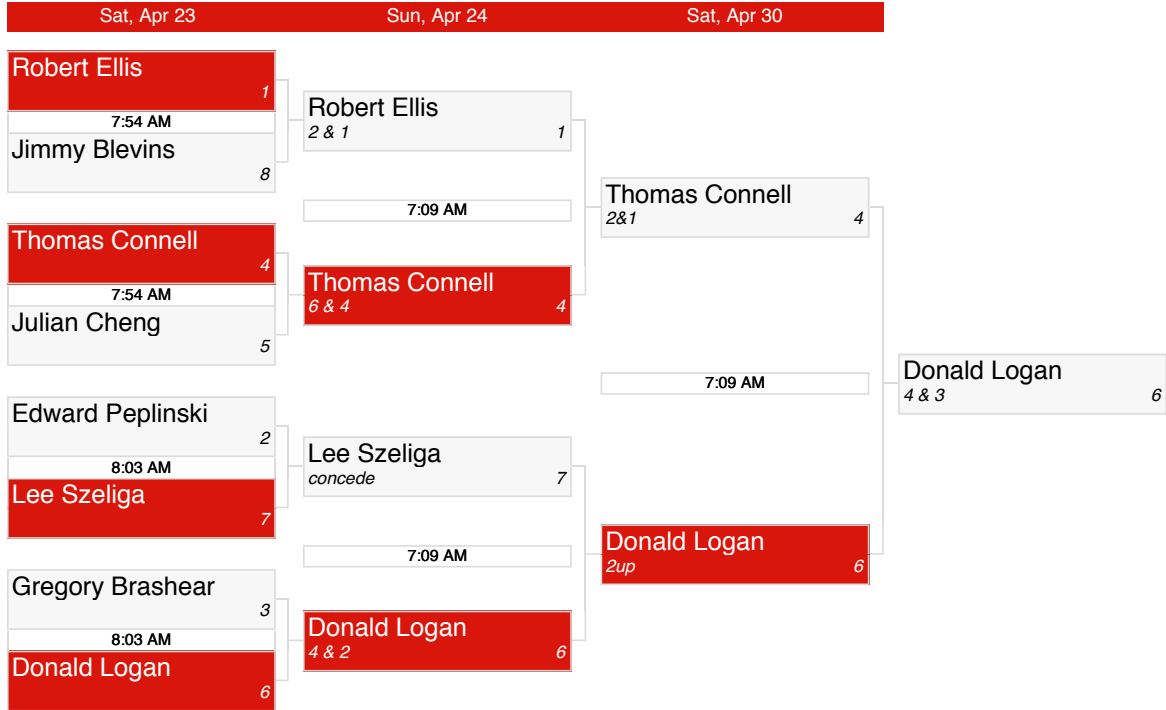 Sat, Apr 23
Sun, Apr 24
Sat, Apr 30
Robert Ellis
1
7:54 AM
Jimmy Blevins
8
Thomas Connell
4
7:54 AM
Julian Cheng
5
Edward Peplinski
2
8:03 AM
Lee Szeliga
7
Gregory Brashear
3
8:03 AM
Donald Logan
6
Robert Ellis
2 & 1 1
7:09 AM
Thomas Connell
6 & 4 4
Lee Szeliga
concede 7
7:09 AM
Donald Logan
4 & 2 6
Thomas Connell
2&1 4
7:09 AM
Donald Logan
2up 6
Donald Logan
4 & 3 6